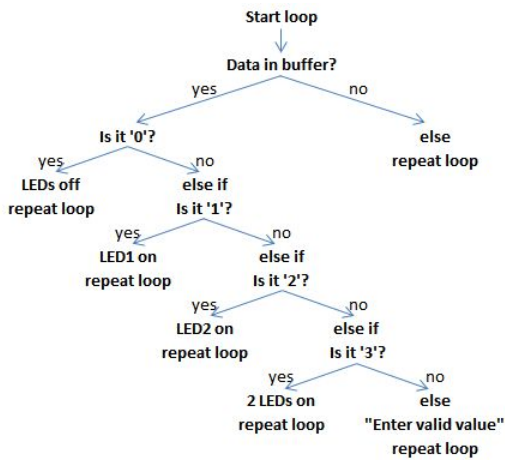 Start loop
Data in buffer?
yes
no
Is it '0'?
else
repeat loop
yes
no
LEDs off
repeat loop
else if
Is it '1'?
yes
no
LED1 on
repeat loop
else if
Is it '2'?
yes
no
LED2 on
repeat loop
else if
Is it '3'?
yes
no
2 LEDs on
repeat loop
else
"Enter valid value"
repeat loop